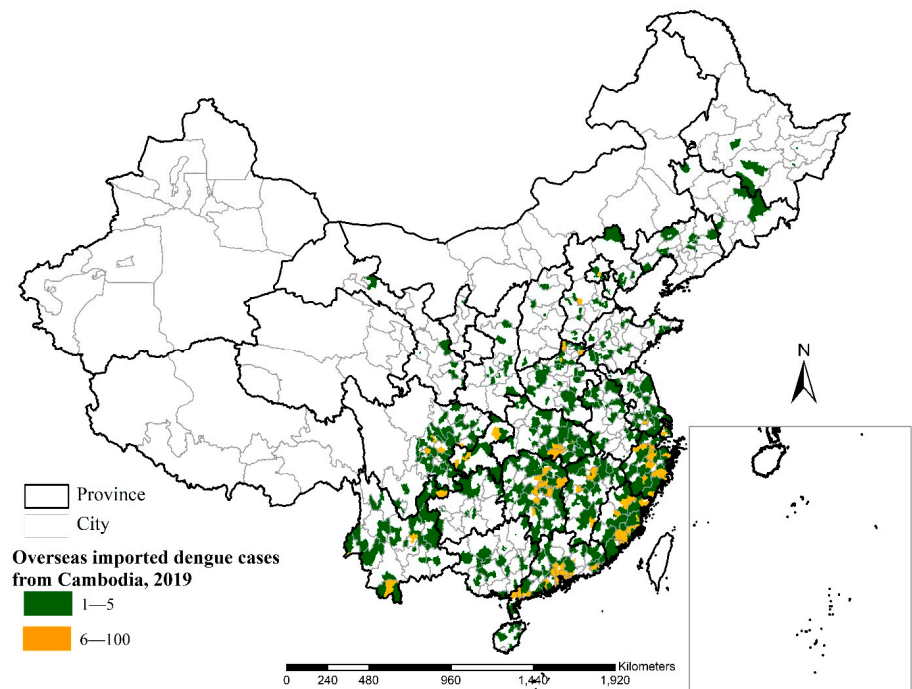 N
Province
City
Overseas imported dengue cases
from Cambodia, 2019
1—5
6—100
Kilometers
0 240 480 960 1,440 1,920